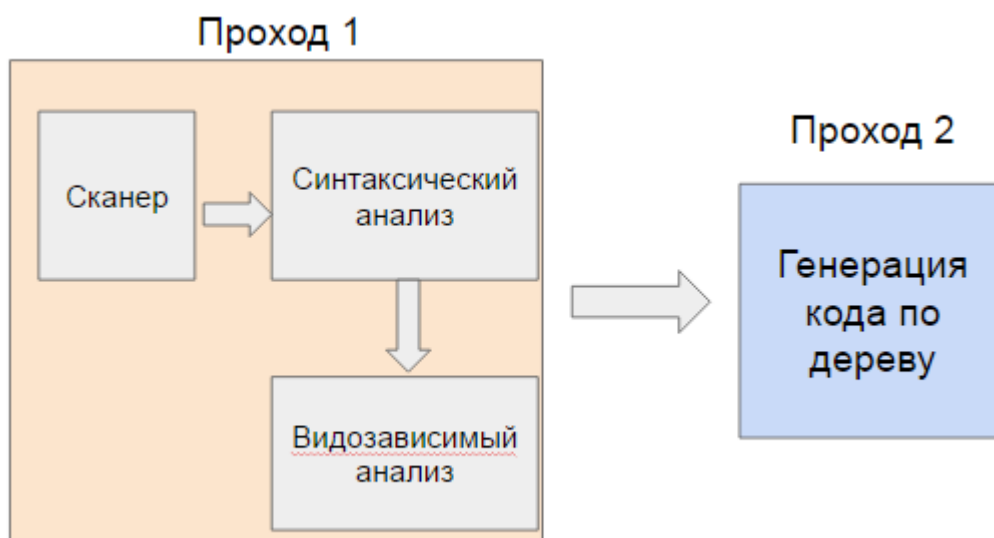 Проход 1
Сканер
Синтаксический
анализ
Видозависимый
анализ
Проход 2
Генерация
кода по
дереву